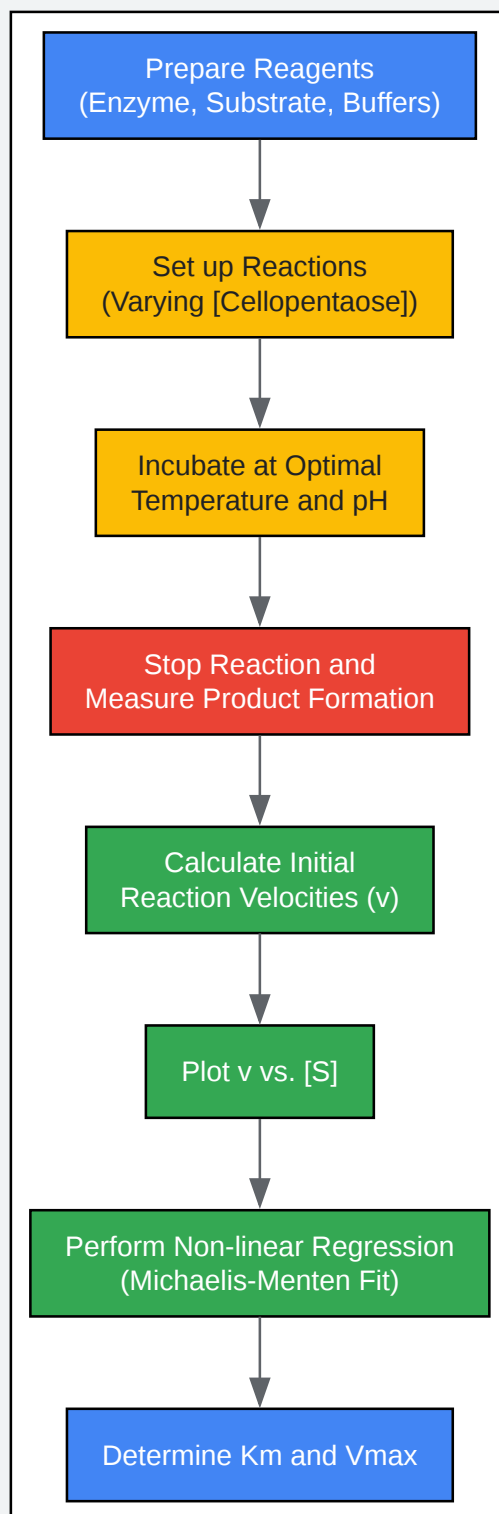 Prepare Reagents
(Enzyme, Substrate, Buffers)
Set up Reactions
(Varying [Cellopentaose])
Incubate at Optimal
Temperature and pH
Stop Reaction and
Measure Product Formation
Calculate Initial
Reaction Velocities (v)
Plot v vs. [S]
Perform Non-linear Regression
(Michaelis-Menten Fit)
Determine Km and Vmax